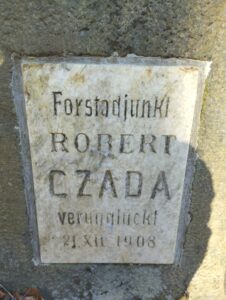 Forstadjunkt
ROBERT
CZADA
verunglückt
21.XII.1908